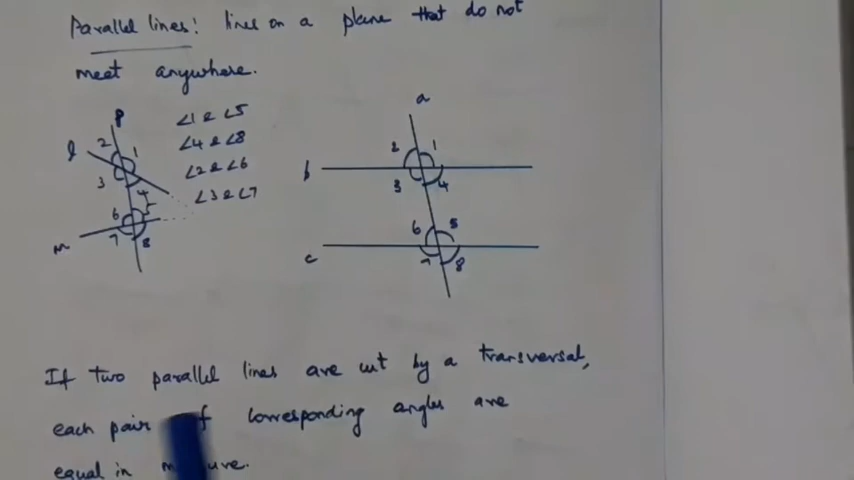 Parallel lines: lines on a plane that do not
meet anywhere.
p
l
2
1
3
4
6
5
7
8
m
∠1 & ∠5
∠4 & ∠8
∠2 & ∠6
∠3 & ∠7
a
2
1
b
3
4
6
5
c
7
8
If two parallel lines are cut by a transversal,
each pair of corresponding angles are
equal in